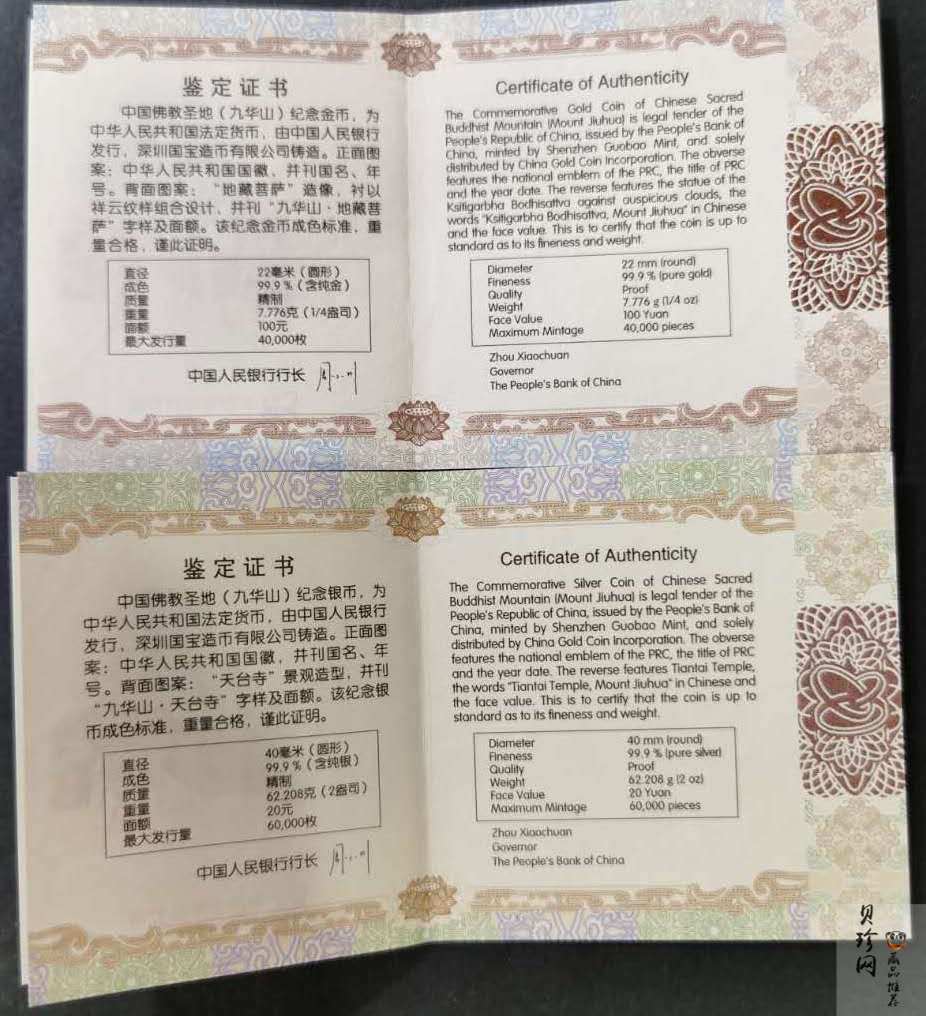 鉴定证书
中国佛教圣地（九华山）纪念金币，为
中华人民共和国法定货币，由中国人民银行
发行，深圳国宝造币有限公司铸造。正面图
案：中华人民共和国国徽，并刊国名、年
号。背面图案：“地藏菩萨”造像，衬以
祥云纹样组合设计，并刊“九华山·地藏菩
萨”字样及面额。该纪念金币成色标准，重
量合格，谨此证明。
直径 22毫米（圆形）
成色 99.9％（含纯金）
质量 精制
重量 7.776克（1/4盎司）
面额 100元
最大发行量 40,000枚
中国人民银行行长
Certificate of Authenticity
The Commemorative Gold Coin of Chinese Sacred
Buddhist Mountain (Mount Jiuhua) is legal tender of the
People's Republic of China, issued by the People's Bank of
China, minted by Shenzhen Guobao Mint, and solely
distributed by China Gold Coin Incorporation. The obverse
features the national emblem of the PRC, the title of PRC
and the year date. The reverse features the statue of the
Ksitigarbha Bodhisattva against auspicious clouds, the
words "Ksitigarbha Bodhisattva, Mount Jiuhua" in Chinese
and the face value. This is to certify that the coin is up to
standard as to its fineness and weight.
Diameter 22 mm (round)
Fineness 99.9 % (pure gold)
Quality Proof
Weight 7.776 g (1/4 oz)
Face Value 100 Yuan
Maximum Mintage 40,000 pieces
Zhou Xiaochuan
Governor
The People's Bank of China
鉴定证书
中国佛教圣地（九华山）纪念银币，为
中华人民共和国法定货币，由中国人民银行
发行，深圳国宝造币有限公司铸造。正面图
案：中华人民共和国国徽，并刊国名、年
号。背面图案：“天台寺”景观造型，并刊
“九华山·天台寺”字样及面额。该纪念银
币成色标准，重量合格，谨此证明。
直径 40毫米（圆形）
成色 99.9％（含纯银）
质量 精制
重量 62.208克（2盎司）
面额 20元
最大发行量 60,000枚
中国人民银行行长
Certificate of Authenticity
The Commemorative Silver Coin of Chinese Sacred
Buddhist Mountain (Mount Jiuhua) is legal tender of the
People's Republic of China, issued by the People's Bank of
China, minted by Shenzhen Guobao Mint, and solely
distributed by China Gold Coin Incorporation. The obverse
features the national emblem of the PRC, the title of PRC
and the year date. The reverse features Tiantai Temple,
the words "Tiantai Temple, Mount Jiuhua" in Chinese and
the face value. This is to certify that the coin is up to
standard as to its fineness and weight.
Diameter 40 mm (round)
Fineness 99.9 % (pure silver)
Quality Proof
Weight 62.208 g (2 oz)
Face Value 20 Yuan
Maximum Mintage 60,000 pieces
Zhou Xiaochuan
Governor
The People's Bank of China
贝珍网
藏品推荐